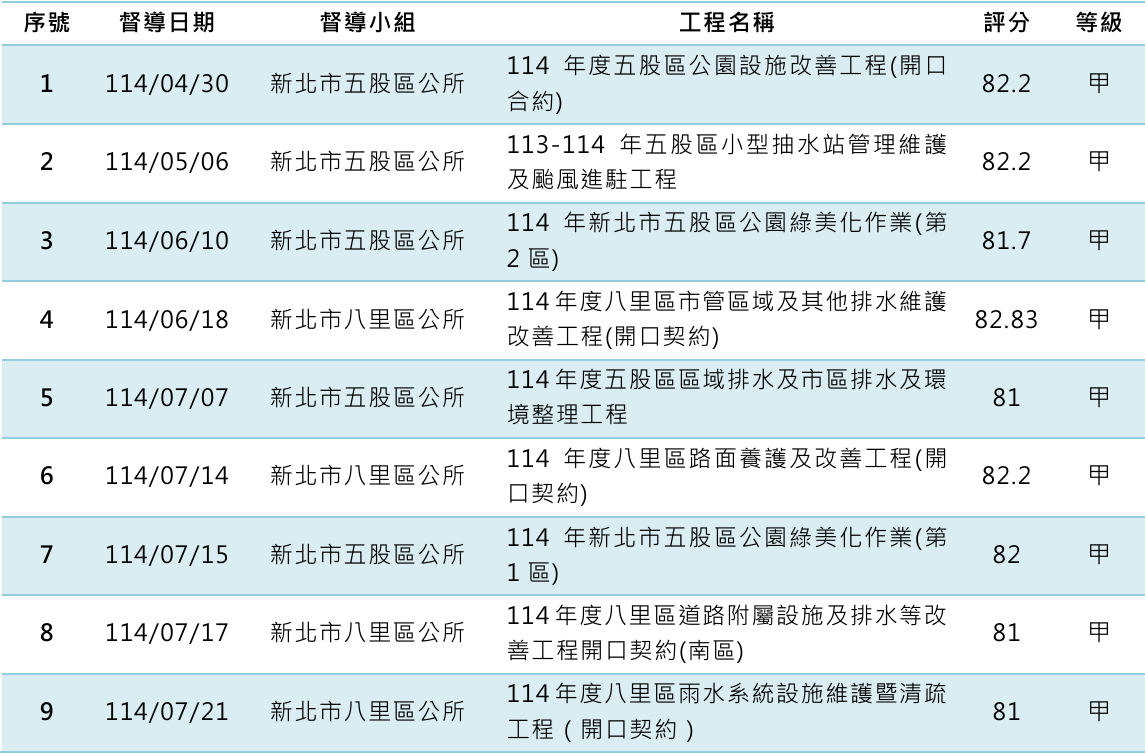 序號 督導日期 督導小組 工程名稱 評分 等級
1 114/04/30 新北市五股區公所 114 年度五股區公園設施改善工程(開口
合約) 82.2 甲
2 114/05/06 新北市五股區公所 113-114 年五股區小型抽水站管理維護
及颱風進駐工程 82.2 甲
3 114/06/10 新北市五股區公所 114 年新北市五股區公園綠美化作業(第
2 區) 81.7 甲
4 114/06/18 新北市八里區公所 114 年度八里區市管區域及其他排水維護
改善工程(開口契約) 82.83 甲
5 114/07/07 新北市五股區公所 114 年度五股區區域排水及市區排水及環
境整理工程 81 甲
6 114/07/14 新北市八里區公所 114 年度八里區路面養護及改善工程(開
口契約) 82.2 甲
7 114/07/15 新北市五股區公所 114 年新北市五股區公園綠美化作業(第
1 區) 82 甲
8 114/07/17 新北市八里區公所 114 年度八里區道路附屬設施及排水等改
善工程開口契約(南區) 81 甲
9 114/07/21 新北市八里區公所 114 年度八里區雨水系統設施維護暨清疏
工程（開口契約） 81 甲